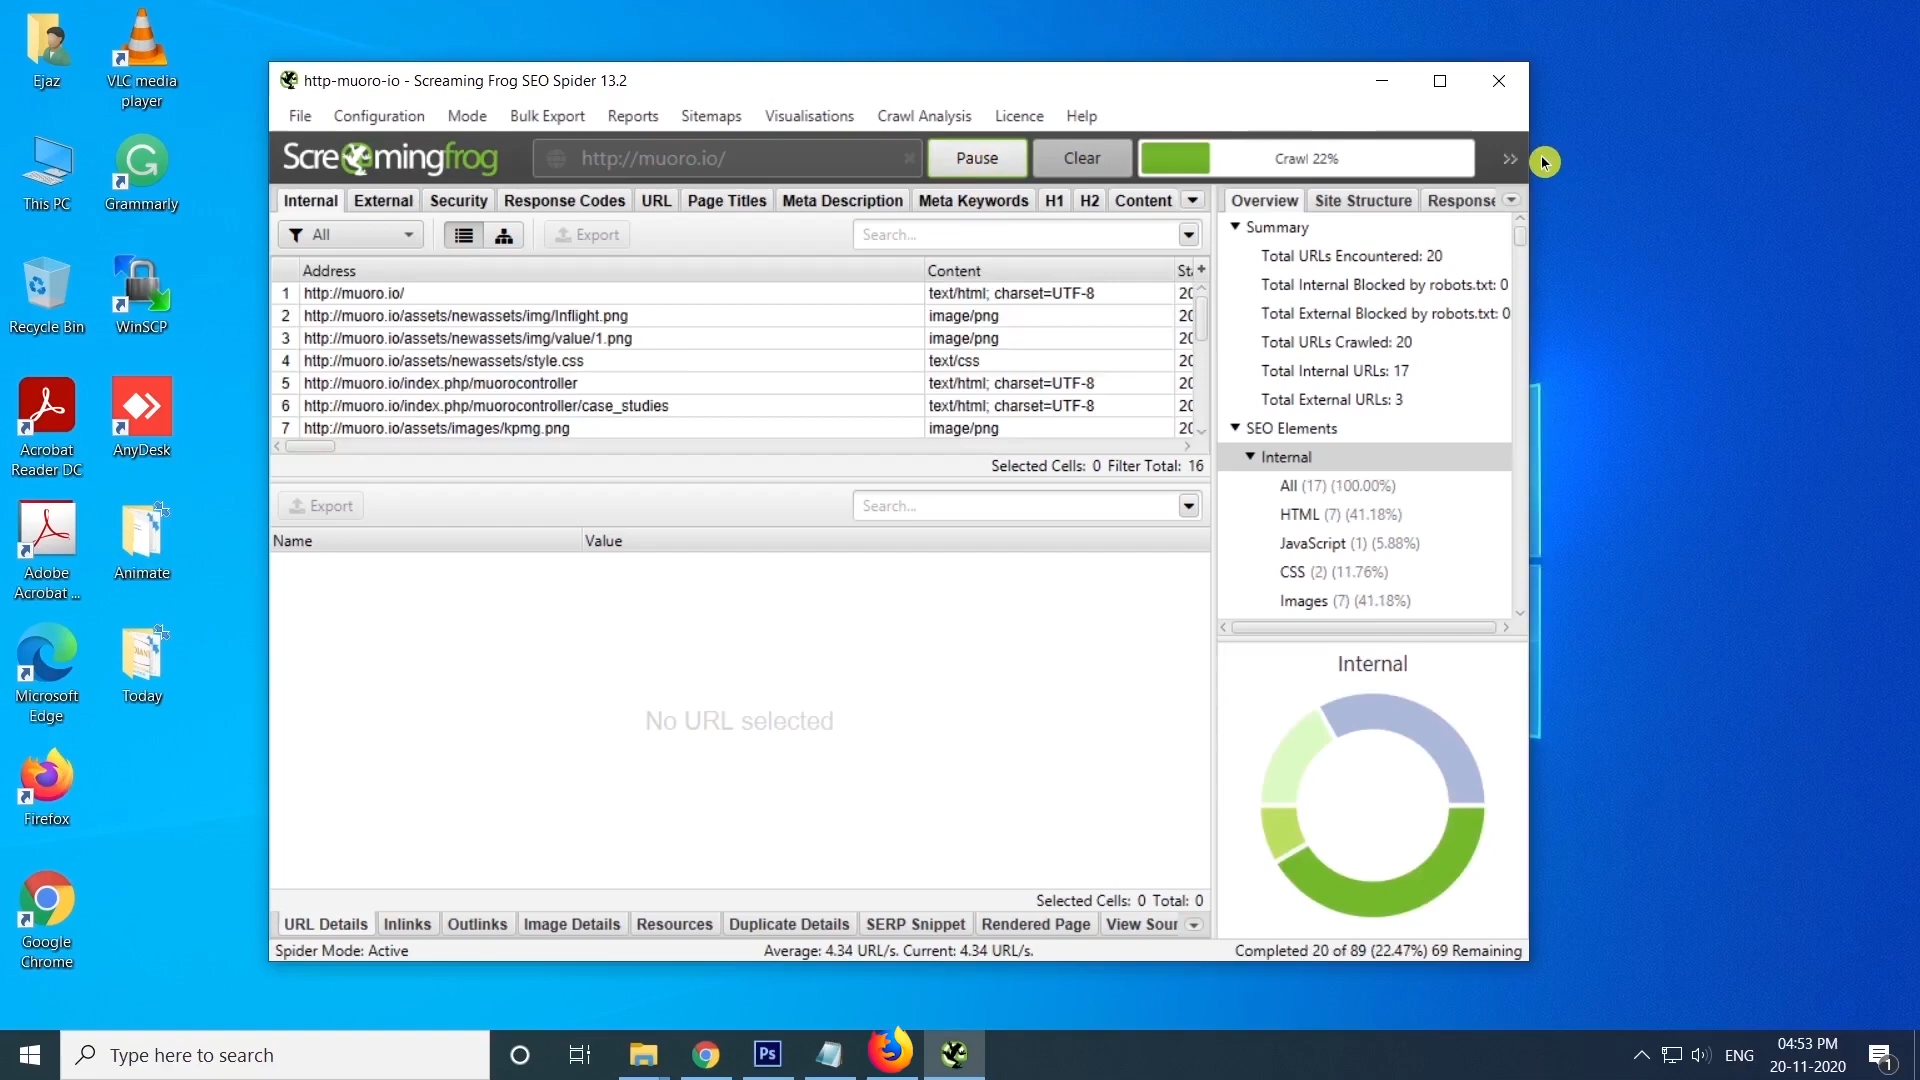 Ejaz
VLC media
player
This PC
Grammarly
Recycle Bin
WinSCP
Acrobat
Reader DC
AnyDesk
Adobe
Acrobat ...
Animate
Microsoft
Edge
Today
Firefox
Google
Chrome
http-muoro-io - Screaming Frog SEO Spider 13.2
File Configuration Mode Bulk Export Reports Sitemaps Visualisations Crawl Analysis Licence Help
Screamingfrog http://muoro.io/ Pause Clear Crawl 22%
Internal External Security Response Codes URL Page Titles Meta Description Meta Keywords H1 H2 Content
All Export Search...
Address Content St
1 http://muoro.io/ text/html; charset=UTF-8 20
2 http://muoro.io/assets/newassets/img/Inflight.png image/png 20
3 http://muoro.io/assets/newassets/img/value/1.png image/png 20
4 http://muoro.io/assets/newassets/style.css text/css 20
5 http://muoro.io/index.php/muorocontroller text/html; charset=UTF-8 20
6 http://muoro.io/index.php/muorocontroller/case_studies text/html; charset=UTF-8 20
7 http://muoro.io/assets/images/kpmg.png image/png 20
Selected Cells: 0 Filter Total: 16
Export Search...
Name Value
No URL selected
Selected Cells: 0 Total: 0
URL Details Inlinks Outlinks Image Details Resources Duplicate Details SERP Snippet Rendered Page View Sour
Overview Site Structure Response
Summary
Total URLs Encountered: 20
Total Internal Blocked by robots.txt: 0
Total External Blocked by robots.txt: 0
Total URLs Crawled: 20
Total Internal URLs: 17
Total External URLs: 3
SEO Elements
Internal
All (17) (100.00%)
HTML (7) (41.18%)
JavaScript (1) (5.88%)
CSS (2) (11.76%)
Images (7) (41.18%)
Internal
Spider Mode: Active Average: 4.34 URL/s. Current: 4.34 URL/s. Completed 20 of 89 (22.47%) 69 Remaining
Type here to search
Ps
ENG
04:53 PM
20-11-2020
1